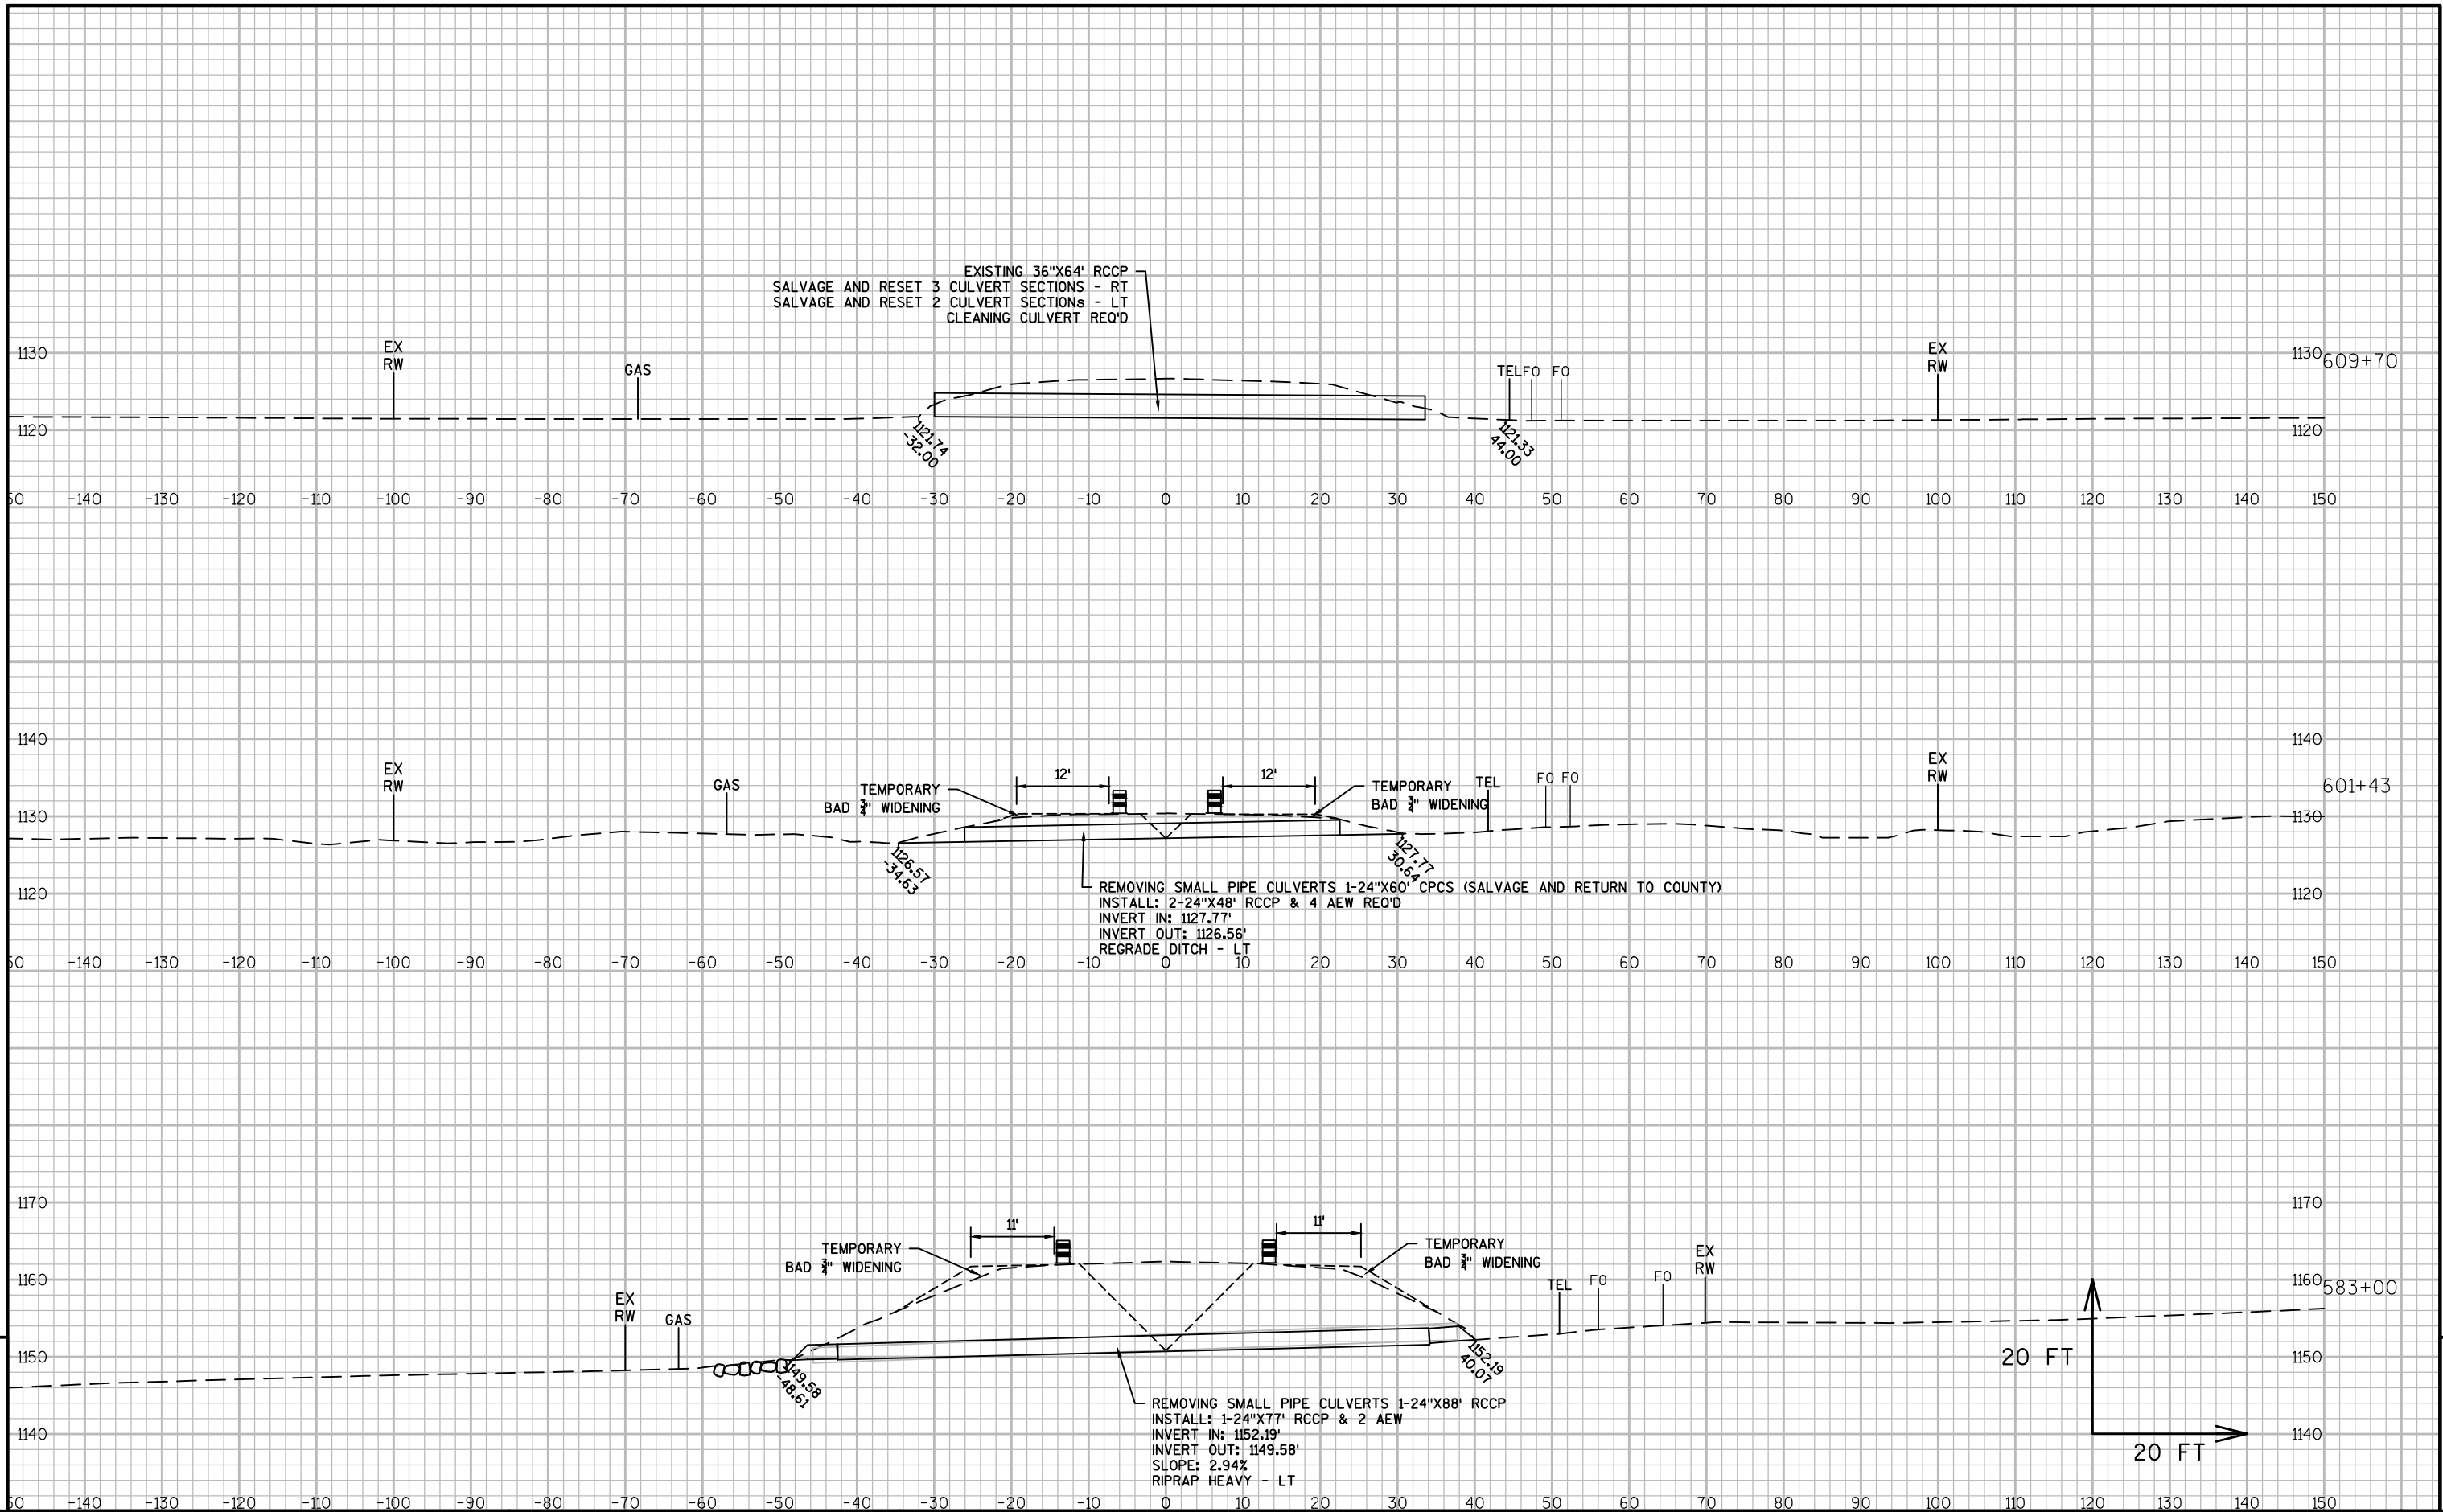 EXISTING 36"X64' RCCP
SALVAGE AND RESET 3 CULVERT SECTIONS - RT
SALVAGE AND RESET 2 CULVERT SECTIONs - LT
CLEANING CULVERT REQ'D
1130
EX
RW
GAS
TEL
FO
FO
EX
RW
1130
609+70
1120
1121.74
-32.00
1121.33
44.00
1120
50 -140 -130 -120 -110 -100 -90 -80 -70 -60 -50 -40 -30 -20 -10 0 10 20 30 40 50 60 70 80 90 100 110 120 130 140 150
1140
EX
RW
GAS
TEMPORARY
BAD 3/4" WIDENING
12'
12'
TEMPORARY
BAD 3/4" WIDENING
TEL
FO
FO
EX
RW
1140
601+43
1130
1130
1126.57
-34.63
1127.77
30.64
1120
1120
REMOVING SMALL PIPE CULVERTS 1-24"X60' CPCS (SALVAGE AND RETURN TO COUNTY)
INSTALL: 2-24"X48' RCCP & 4 AEW REQ'D
INVERT IN: 1127.77'
INVERT OUT: 1126.56'
REGRADE DITCH - LT
50 -140 -130 -120 -110 -100 -90 -80 -70 -60 -50 -40 -30 -20 -10 0 10 20 30 40 50 60 70 80 90 100 110 120 130 140 150
1170
1170
11'
11'
TEMPORARY
BAD 3/4" WIDENING
TEMPORARY
BAD 3/4" WIDENING
1160
EX
RW
GAS
TEL
FO
FO
EX
RW
1160
583+00
1150
1149.58
-48.61
1152.19
40.07
1150
20 FT
20 FT
REMOVING SMALL PIPE CULVERTS 1-24"X88' RCCP
INSTALL: 1-24"X77' RCCP & 2 AEW
INVERT IN: 1152.19'
INVERT OUT: 1149.58'
SLOPE: 2.94%
RIPRAP HEAVY - LT
1140
1140
50 -140 -130 -120 -110 -100 -90 -80 -70 -60 -50 -40 -30 -20 -10 0 10 20 30 40 50 60 70 80 90 100 110 120 130 140 150